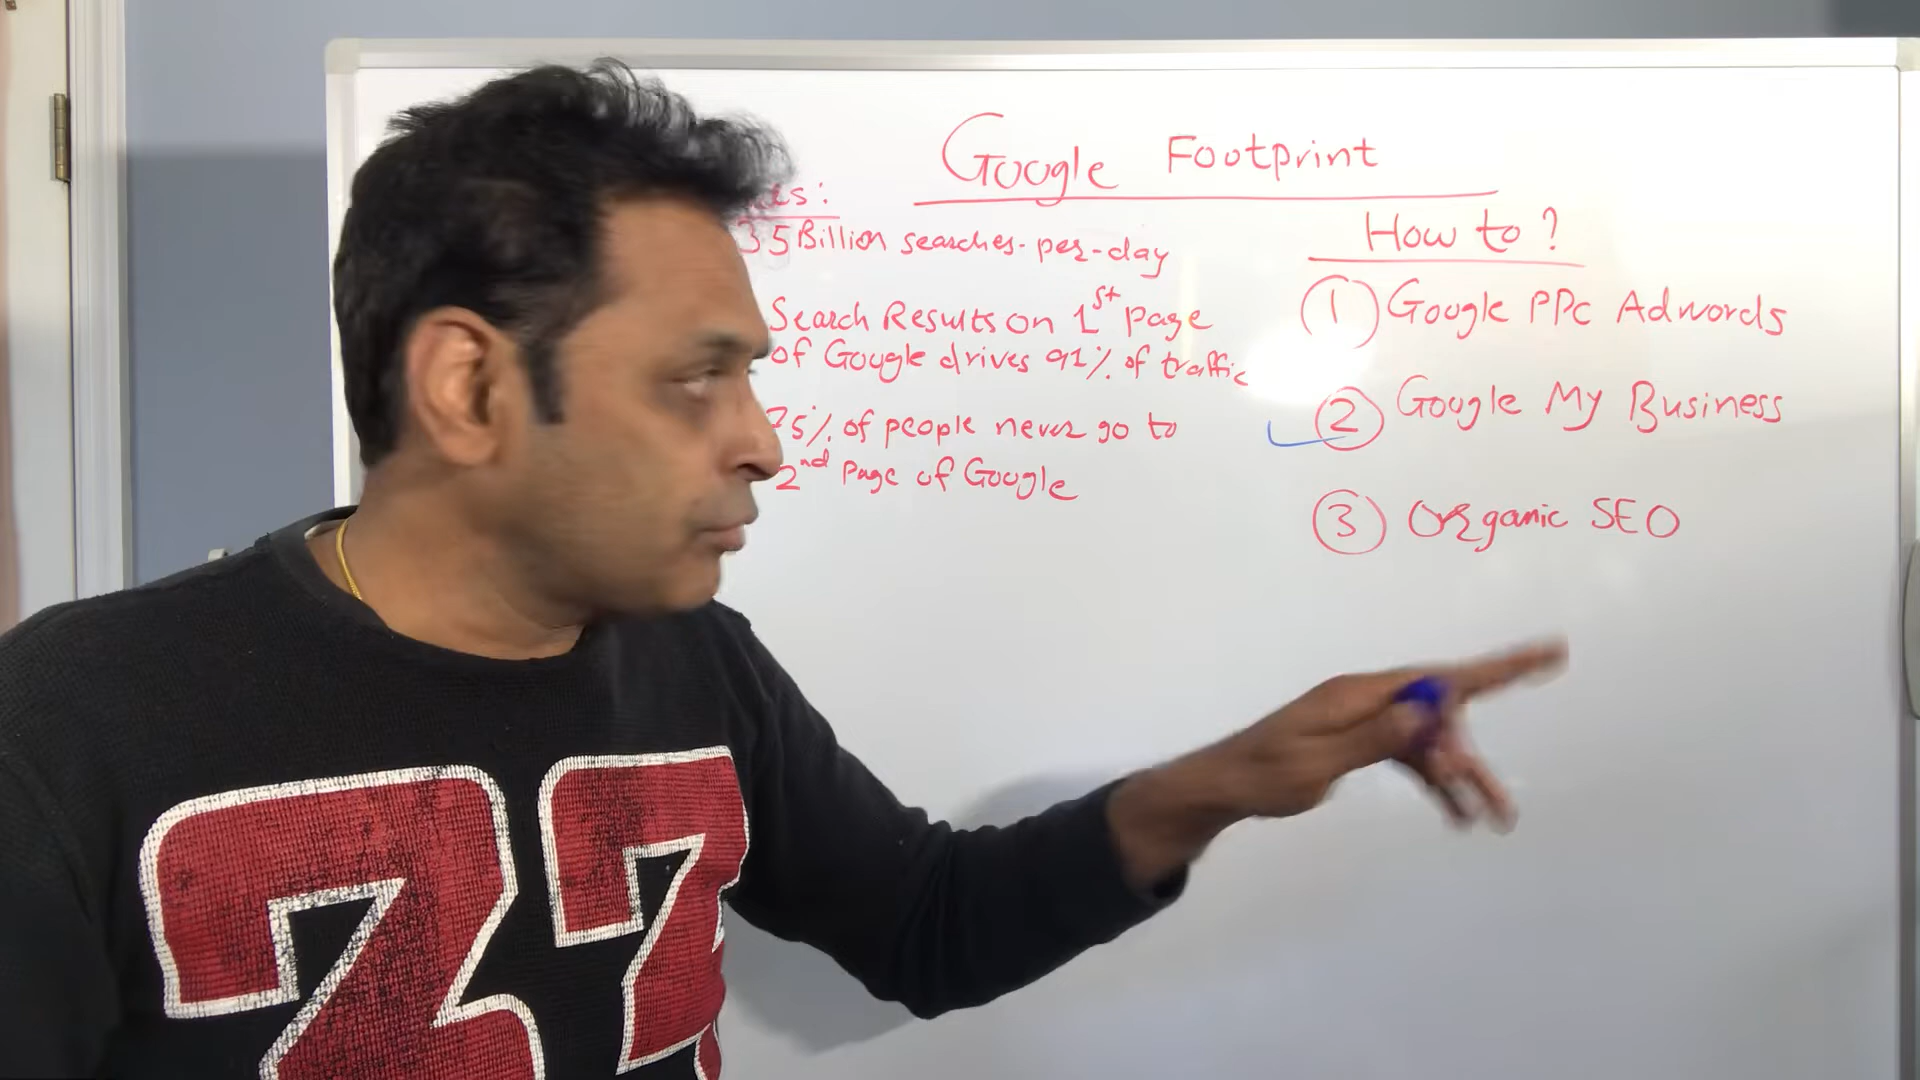 Google Footprint
35 Billion searches-per-day
Search Results on 1st page
of Google drives 91% of traffic
75% of people never go to
2nd Page of Google
How to?
1 Google PPC Adwords
2 Google My Business
3 Organic SEO